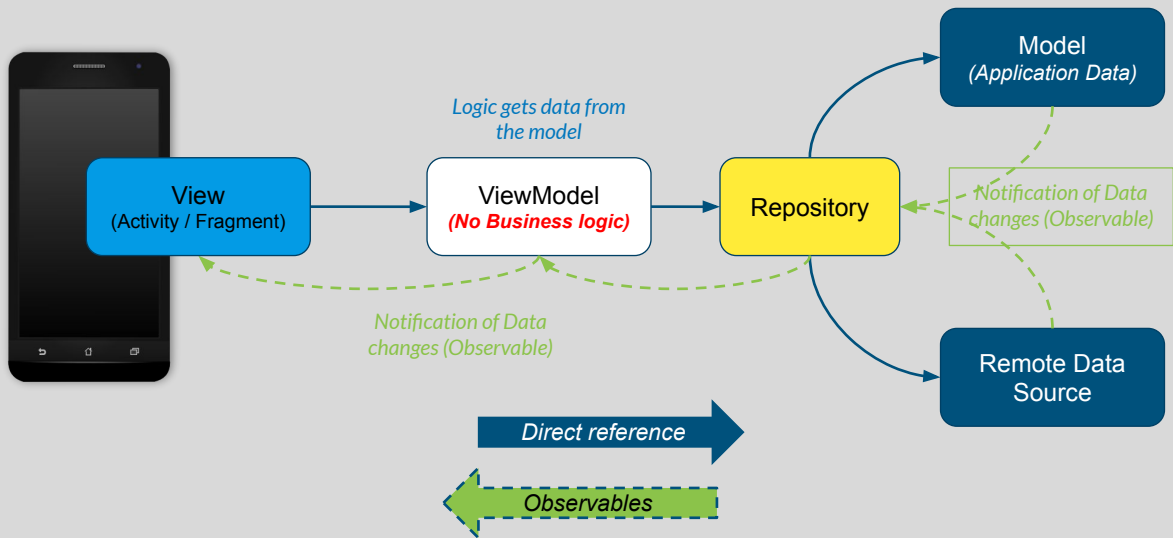 Model
(Application Data)
Logic gets data from
the model
View
(Activity / Fragment)
ViewModel
(No Business logic)
Repository
Notification of Data
changes (Observable)
Notification of Data
changes (Observable)
Remote Data
Source
Direct reference
Observables